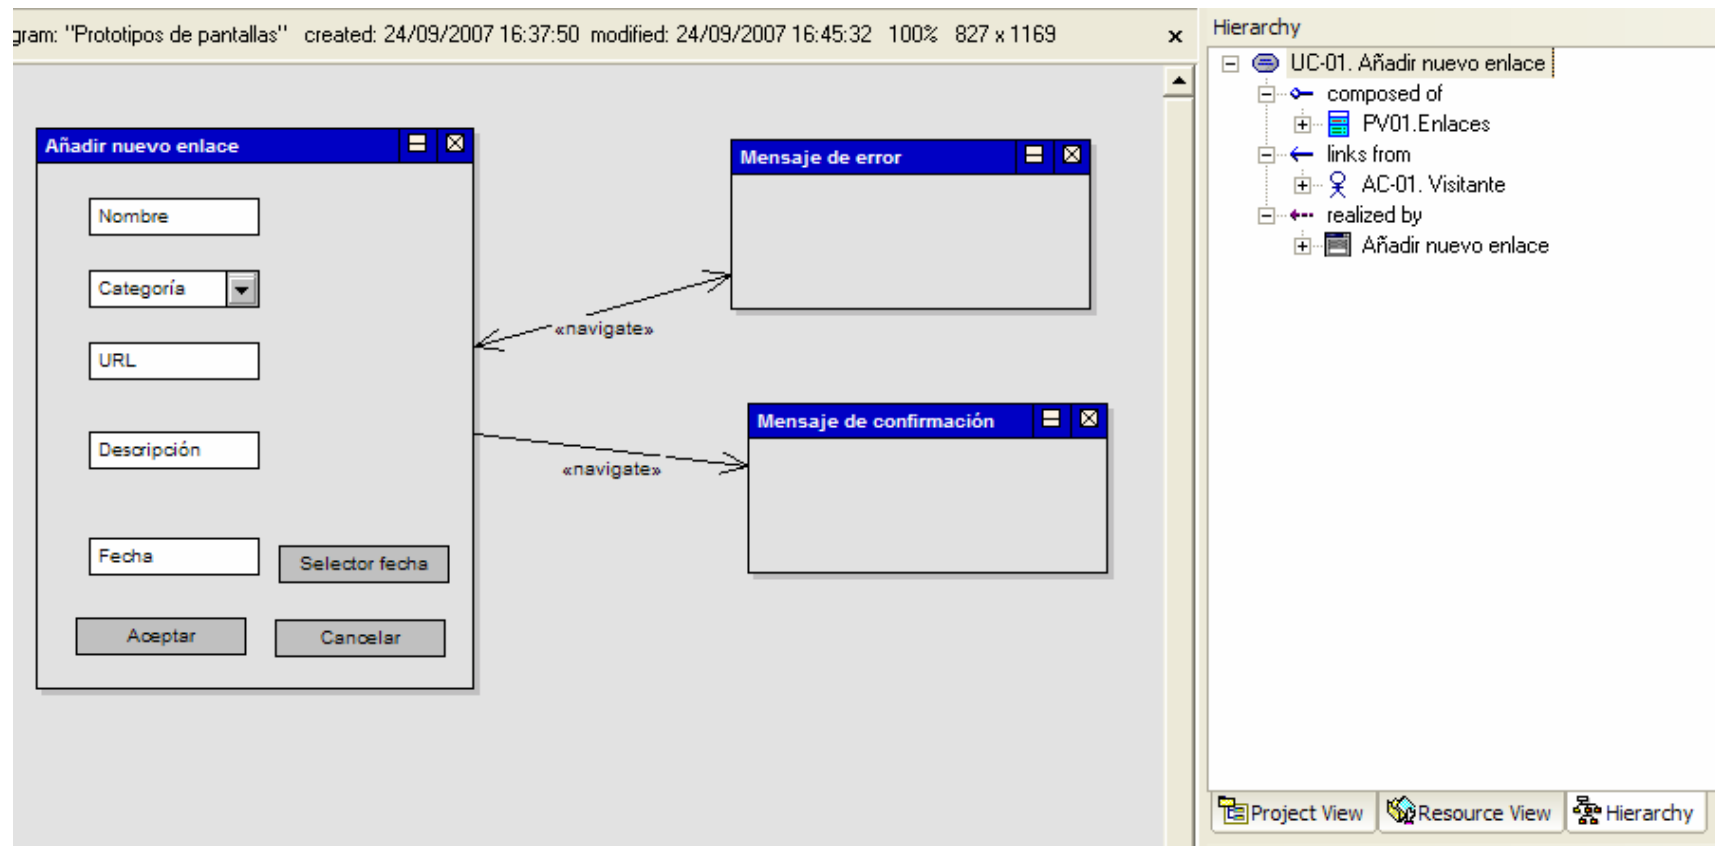 gram: "Prototipos de pantallas" created: 24/09/2007 16:37:50 modified: 24/09/2007 16:45:32 100% 827 x 1169
Añadir nuevo enlace
Nombre
Categoría
URL
Descripción
Fecha
Selector fecha
Aceptar
Cancelar
«navigate»
«navigate»
Mensaje de error
Mensaje de confirmación
Hierarchy
UC-01. Añadir nuevo enlace
composed of
PV01.Enlaces
links from
AC-01. Visitante
realized by
Añadir nuevo enlace
Project View
Resource View
Hierarchy